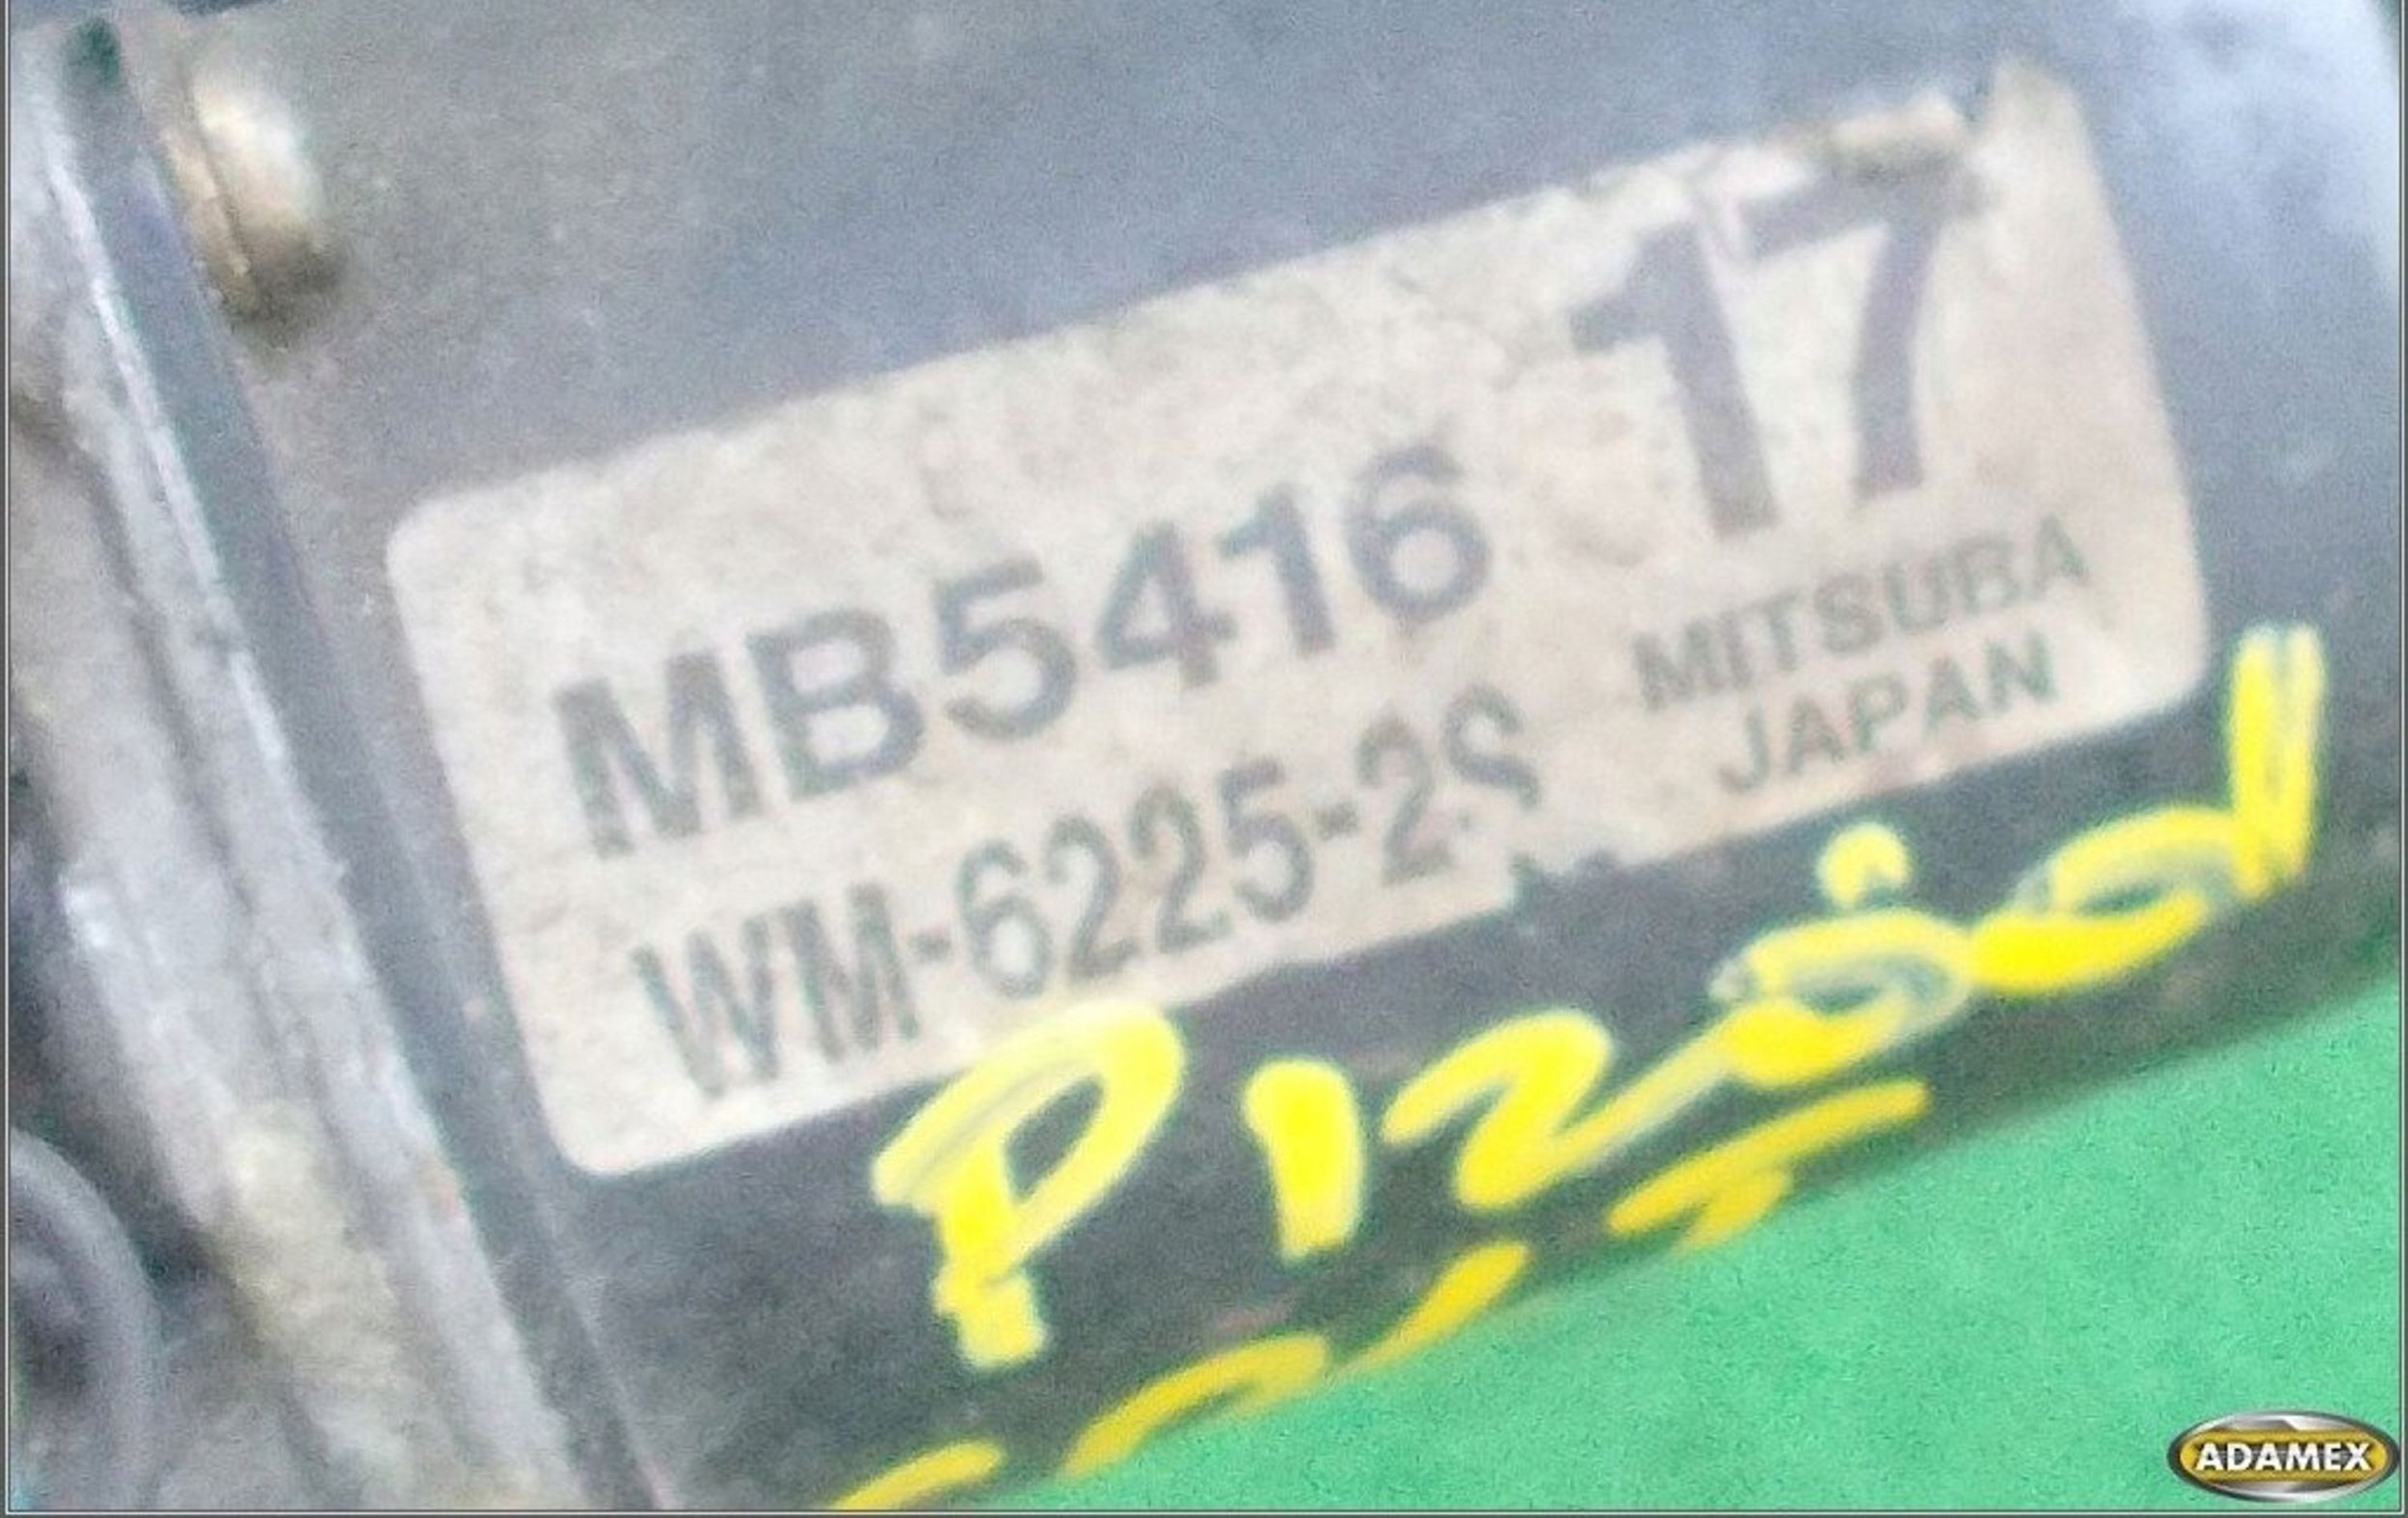 17
MB5416
MITSUBA
JAPAN
WM-6225-2S
Przód
ADAMEX